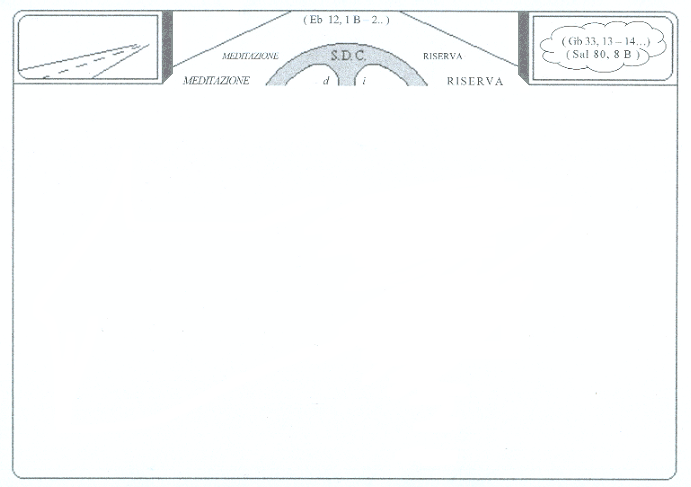 ( Eb 12, 1 B – 2.. )
MEDITAZIONE S.D.C. RISERVA
MEDITAZIONE d i RISERVA
( Gb 33, 13 – 14…)
( Sal 80, 8 B )